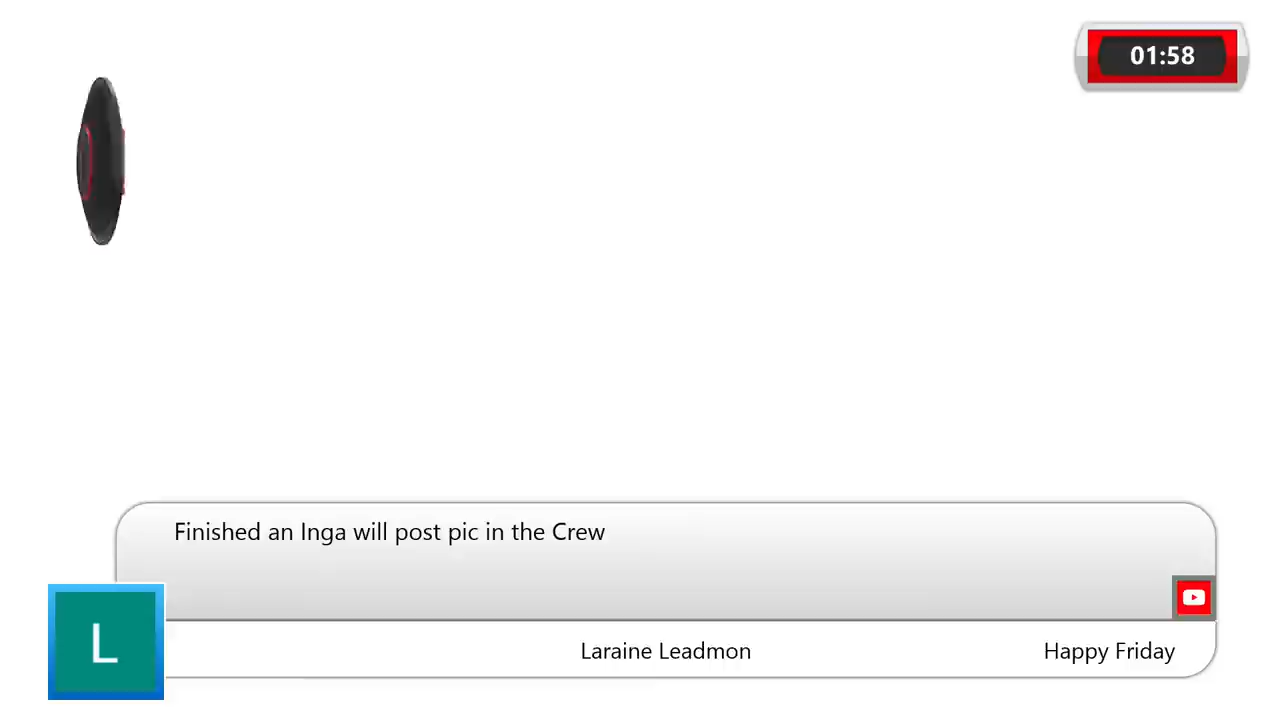 01:58
Finished an Inga will post pic in the Crew
L
Laraine Leadmon
Happy Friday